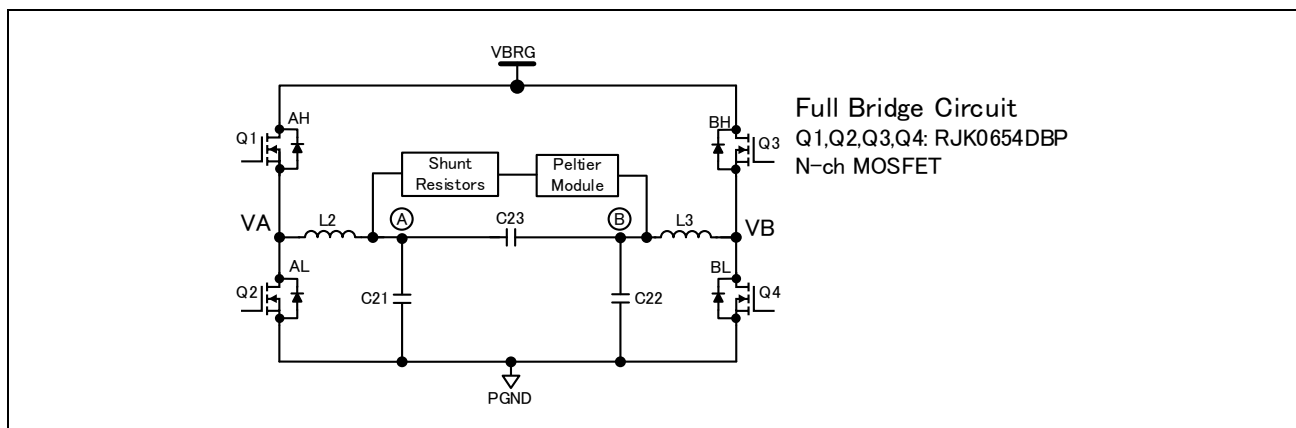 VBRG
Full Bridge Circuit
Q1,Q2,Q3,Q4: RJK0654DBP
N-ch MOSFET
AH
Q1
BH
Q3
Shunt
Resistors
Peltier
Module
VA
L2
A
C23
B
L3
VB
AL
Q2
C21
C22
BL
Q4
PGND